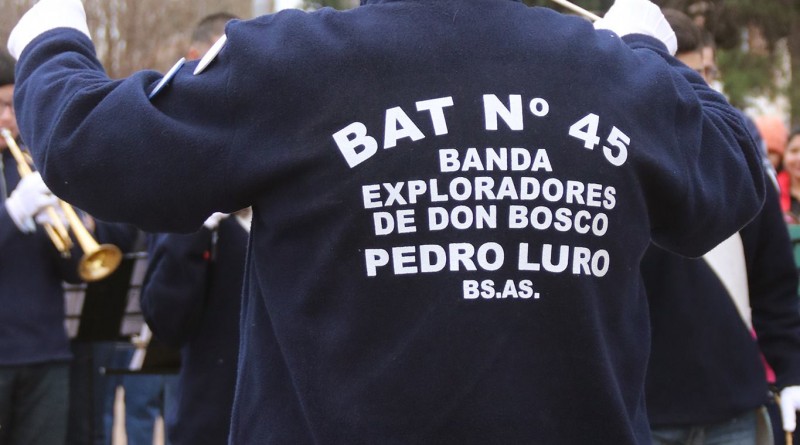 BAT Nº 45
BANDA
EXPLORADORES
DE DON BOSCO
PEDRO LURO
BS.AS.